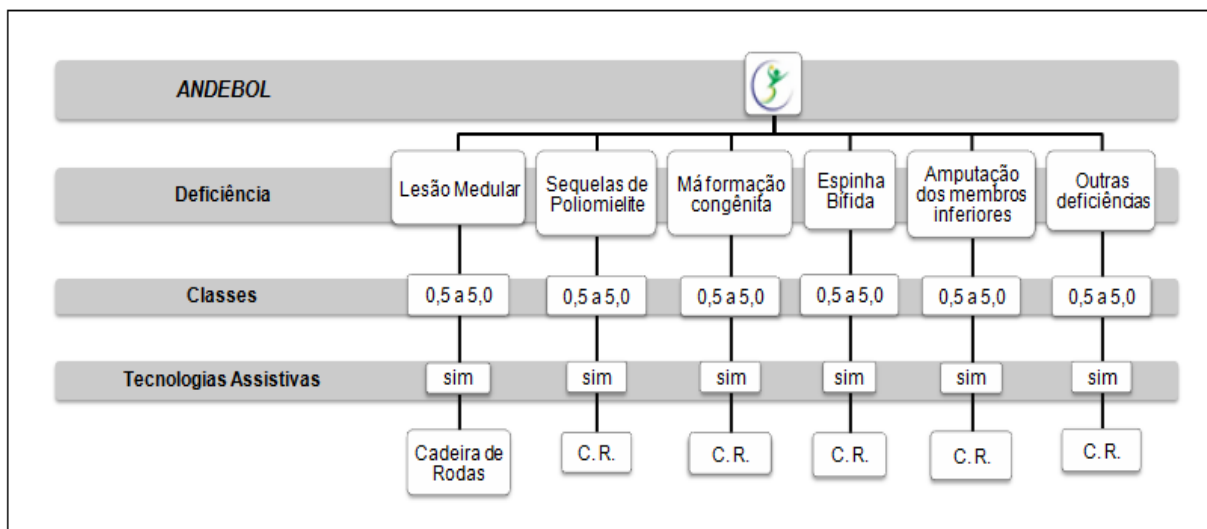 ANDEBOL
Deficiência
Lesão Medular
Sequelas de
Poliomielite
Má formação
congênita
Espinha
Bífida
Amputação
dos membros
inferiores
Outras
deficiências
Classes
0,5 a 5,0
0,5 a 5,0
0,5 a 5,0
0,5 a 5,0
0,5 a 5,0
0,5 a 5,0
Tecnologias Assistivas
sim
sim
sim
sim
sim
sim
Cadeira de
Rodas
C. R.
C. R.
C. R.
C. R.
C. R.